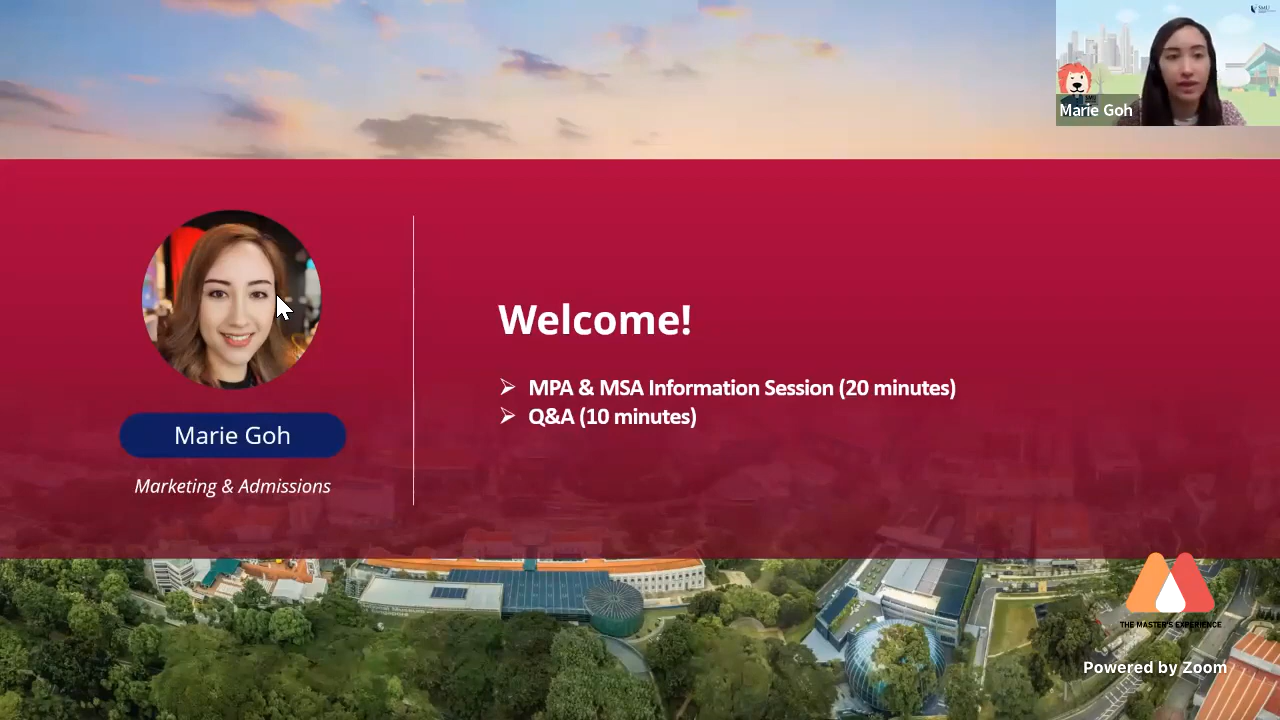 SMU
Marie Goh
Welcome!
MPA & MSA Information Session (20 minutes)
Q&A (10 minutes)
Marie Goh
Marketing & Admissions
THE MASTER'S EXPERIENCE
Powered by Zoom